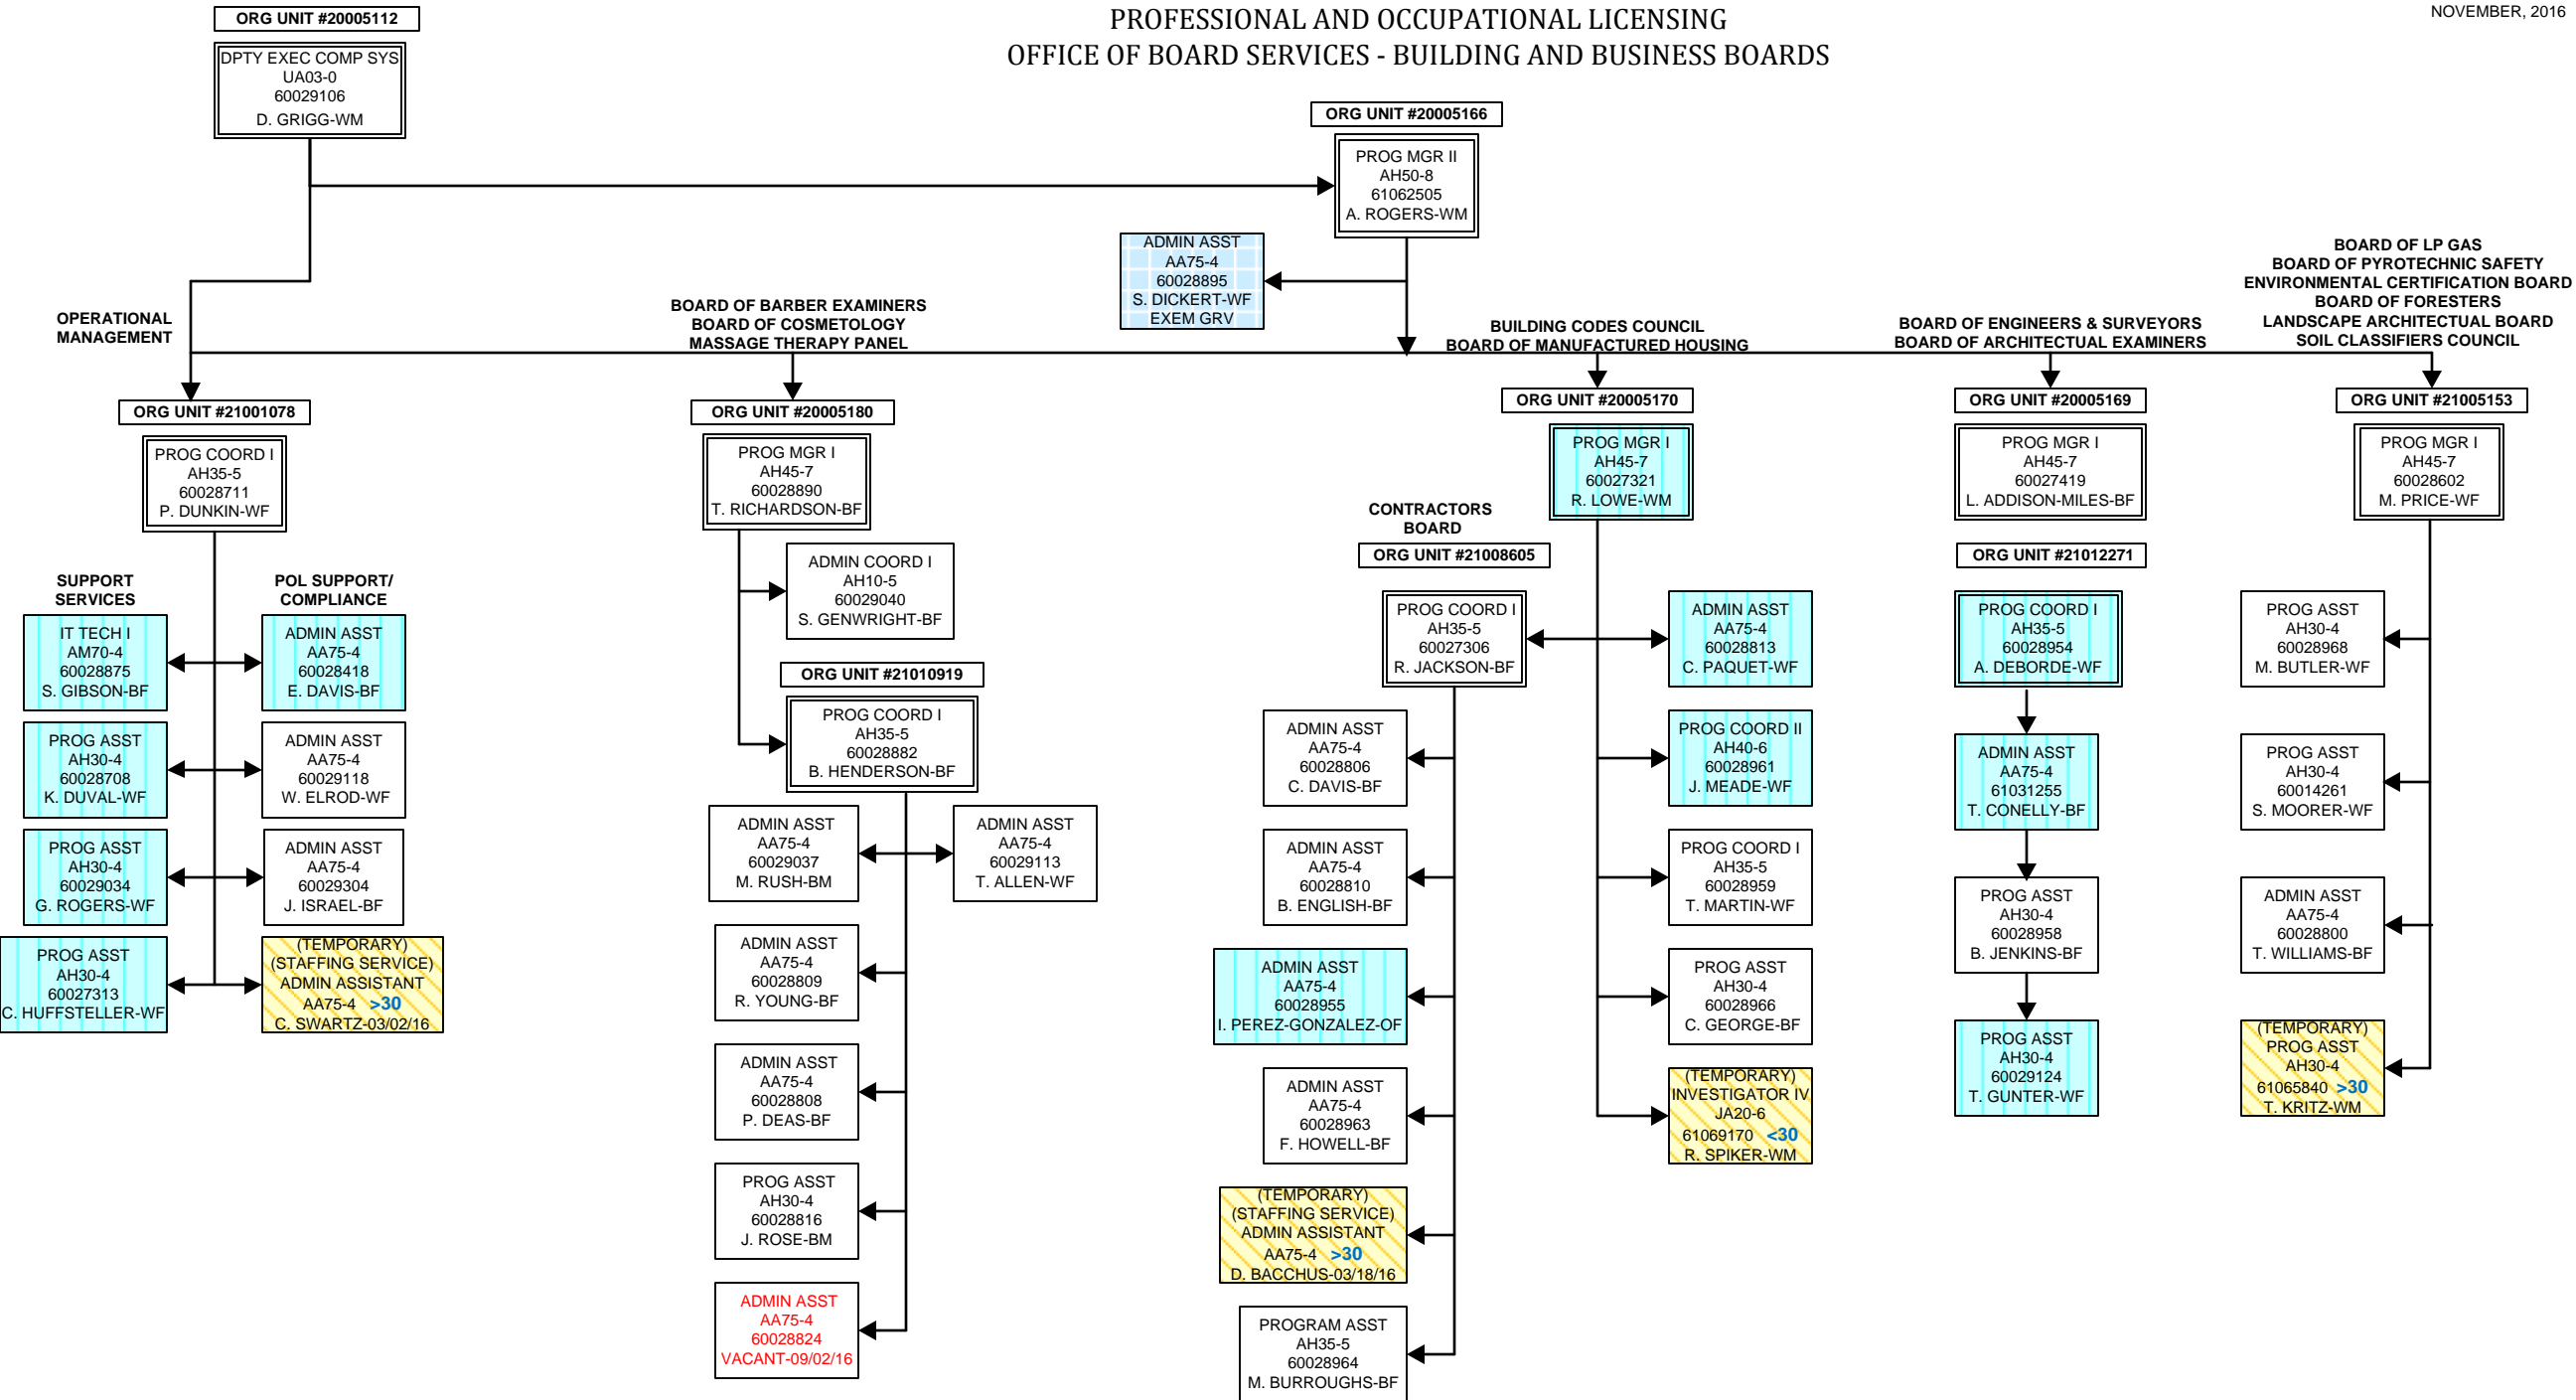 NOVEMBER, 2016
PROFESSIONAL AND OCCUPATIONAL LICENSING
OFFICE OF BOARD SERVICES - BUILDING AND BUSINESS BOARDS
ORG UNIT #20005112
DPTY EXEC COMP SYS
UA03-0
60029106
D. GRIGG-WM
ORG UNIT #20005166
PROG MGR II
AH50-8
61062505
A. ROGERS-WM
ADMIN ASST
AA75-4
60028895
S. DICKERT-WF
EXEM GRV
OPERATIONAL
MANAGEMENT
ORG UNIT #21001078
PROG COORD I
AH35-5
60028711
P. DUNKIN-WF
SUPPORT
SERVICES
IT TECH I
AM70-4
60028875
S. GIBSON-BF
PROG ASST
AH30-4
60028708
K. DUVAL-WF
PROG ASST
AH30-4
60029034
G. ROGERS-WF
PROG ASST
AH30-4
60027313
C. HUFFSTELLER-WF
POL SUPPORT/
COMPLIANCE
ADMIN ASST
AA75-4
60028418
E. DAVIS-BF
ADMIN ASST
AA75-4
60029118
W. ELROD-WF
ADMIN ASST
AA75-4
60029304
J. ISRAEL-BF
(TEMPORARY)
(STAFFING SERVICE)
ADMIN ASSISTANT
AA75-4 >30
C. SWARTZ-03/02/16
BOARD OF BARBER EXAMINERS
BOARD OF COSMETOLOGY
MASSAGE THERAPY PANEL
ORG UNIT #20005180
PROG MGR I
AH45-7
60028890
T. RICHARDSON-BF
ADMIN COORD I
AH10-5
60029040
S. GENWRIGHT-BF
ORG UNIT #21010919
PROG COORD I
AH35-5
60028882
B. HENDERSON-BF
ADMIN ASST
AA75-4
60029037
M. RUSH-BM
ADMIN ASST
AA75-4
60029113
T. ALLEN-WF
ADMIN ASST
AA75-4
60028809
R. YOUNG-BF
ADMIN ASST
AA75-4
60028808
P. DEAS-BF
PROG ASST
AH30-4
60028816
J. ROSE-BM
ADMIN ASST
AA75-4
60028824
VACANT-09/02/16
BUILDING CODES COUNCIL
BOARD OF MANUFACTURED HOUSING
ORG UNIT #20005170
PROG MGR I
AH45-7
60027321
R. LOWE-WM
CONTRACTORS
BOARD
ORG UNIT #21008605
PROG COORD I
AH35-5
60027306
R. JACKSON-BF
ADMIN ASST
AA75-4
60028806
C. DAVIS-BF
ADMIN ASST
AA75-4
60028810
B. ENGLISH-BF
ADMIN ASST
AA75-4
60028955
I. PEREZ-GONZALEZ-OF
ADMIN ASST
AA75-4
60028963
F. HOWELL-BF
(TEMPORARY)
(STAFFING SERVICE)
ADMIN ASSISTANT
AA75-4 >30
D. BACCHUS-03/18/16
PROGRAM ASST
AH35-5
60028964
M. BURROUGHS-BF
ADMIN ASST
AA75-4
60028813
C. PAQUET-WF
PROG COORD II
AH40-6
60028961
J. MEADE-WF
PROG COORD I
AH35-5
60028959
T. MARTIN-WF
PROG ASST
AH30-4
60028966
C. GEORGE-BF
(TEMPORARY)
INVESTIGATOR IV
JA20-6
61069170 <30
R. SPIKER-WM
BOARD OF ENGINEERS & SURVEYORS
BOARD OF ARCHITECTUAL EXAMINERS
ORG UNIT #20005169
PROG MGR I
AH45-7
60027419
L. ADDISON-MILES-BF
ORG UNIT #21012271
PROG COORD I
AH35-5
60028954
A. DEBORDE-WF
ADMIN ASST
AA75-4
61031255
T. CONELLY-BF
PROG ASST
AH30-4
60028958
B. JENKINS-BF
PROG ASST
AH30-4
60029124
T. GUNTER-WF
BOARD OF LP GAS
BOARD OF PYROTECHNIC SAFETY
ENVIRONMENTAL CERTIFICATION BOARD
BOARD OF FORESTERS
LANDSCAPE ARCHITECTUAL BOARD
SOIL CLASSIFIERS COUNCIL
ORG UNIT #21005153
PROG MGR I
AH45-7
60028602
M. PRICE-WF
PROG ASST
AH30-4
60028968
M. BUTLER-WF
PROG ASST
AH30-4
60014261
S. MOORER-WF
ADMIN ASST
AA75-4
60028800
T. WILLIAMS-BF
(TEMPORARY)
PROG ASST
AH30-4
61065840 >30
T. KRITZ-WM